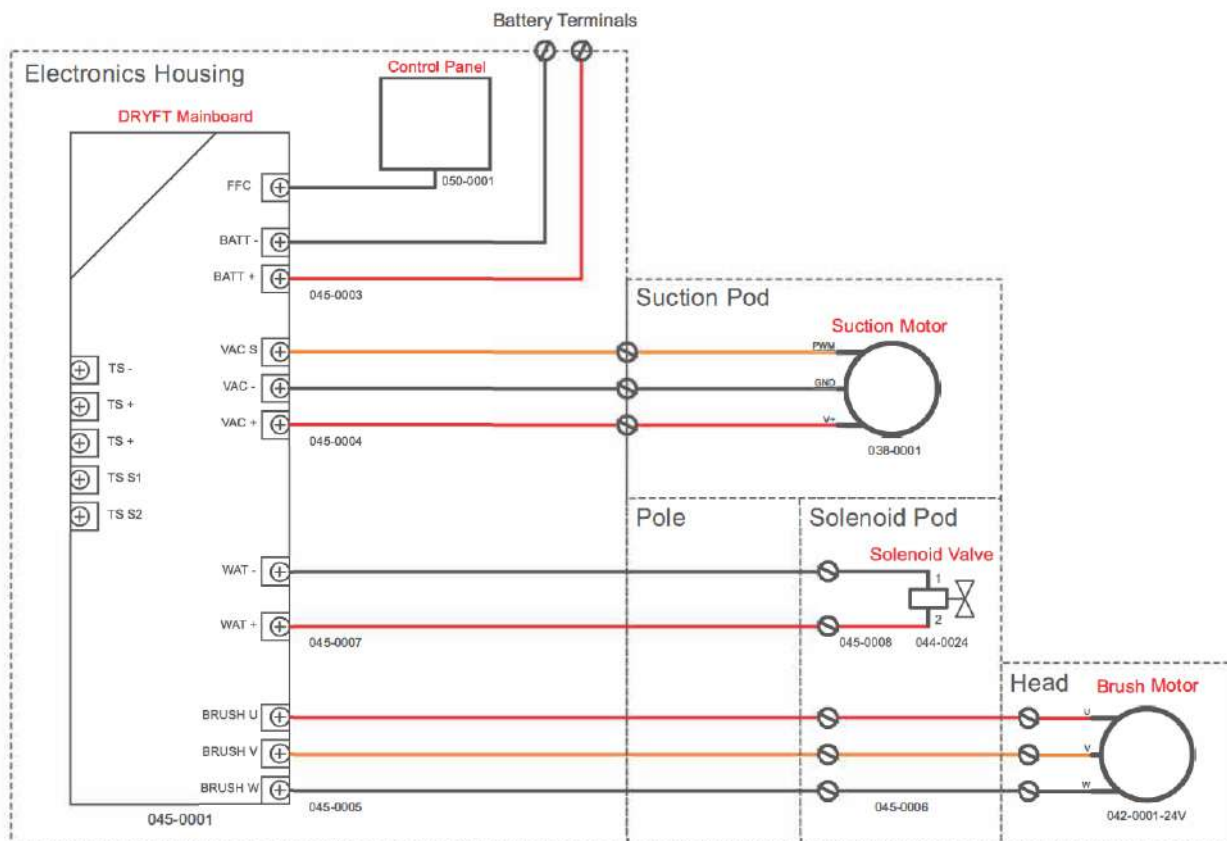 Battery Terminals
Electronics Housing
Control Panel
DRYFT Mainboard
FFC
050-0001
BATT -
BATT +
045-0003
Suction Pod
Suction Motor
VAC S
PWM
TS -
VAC -
GND
TS +
VAC +
V+
045-0004
038-0001
TS +
TS S1
TS S2
Pole
Solenoid Pod
Solenoid Valve
WAT -
1
2
WAT +
045-0007
045-0008
044-0024
Head
Brush Motor
BRUSH U
U
BRUSH V
V
BRUSH W
W
045-0005
045-0006
042-0001-24V
045-0001